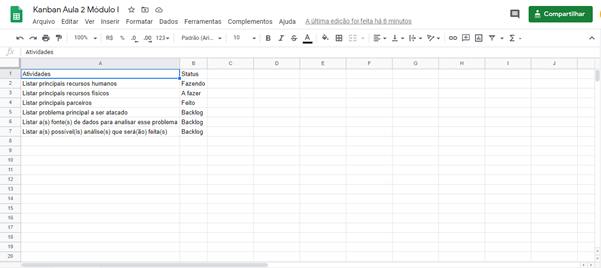 Kanban Aula 2 Módulo I
Arquivo Editar Ver Inserir Formatar Dados Ferramentas Complementos Ajuda A última edição foi feita há 6 minutos
Compartilhar
100% R$ % .0 .00 123 Padrão (Ari... 10 B I S A
fx Atividades
A B C D E F G H I J
1 Atividades Status
2 Listar principais recursos humanos Fazendo
3 Listar principais recursos físicos A fazer
4 Listar principais parceiros Feito
5 Listar problema principal a ser atacado Backlog
6 Listar a(s) fonte(s) de dados para analisar esse problema Backlog
7 Listar a(s) possível(is) análise(s) que será(ão) feita(s) Backlog
8
9
10
11
12
13
14
15
16
17
18
19
20